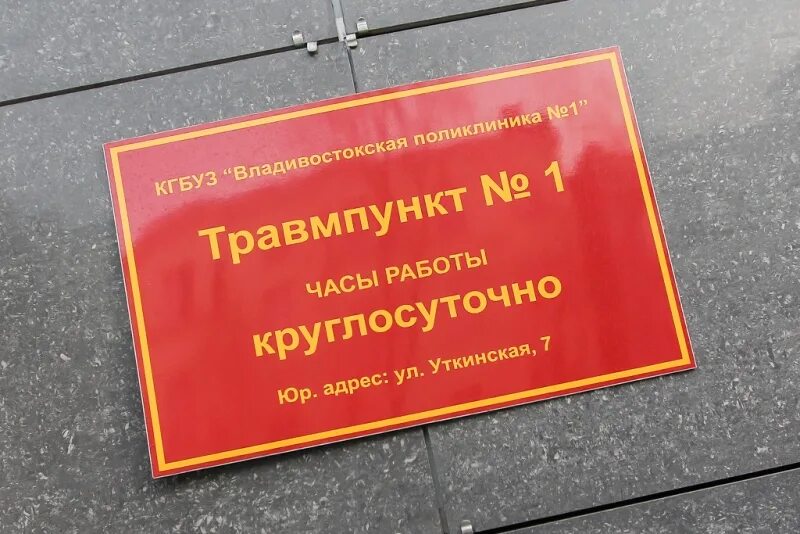 КГБУЗ "Владивостокская поликлиника №1"
Травмпункт № 1
ЧАСЫ РАБОТЫ
круглосуточно
Юр. адрес: ул. Уткинская, 7